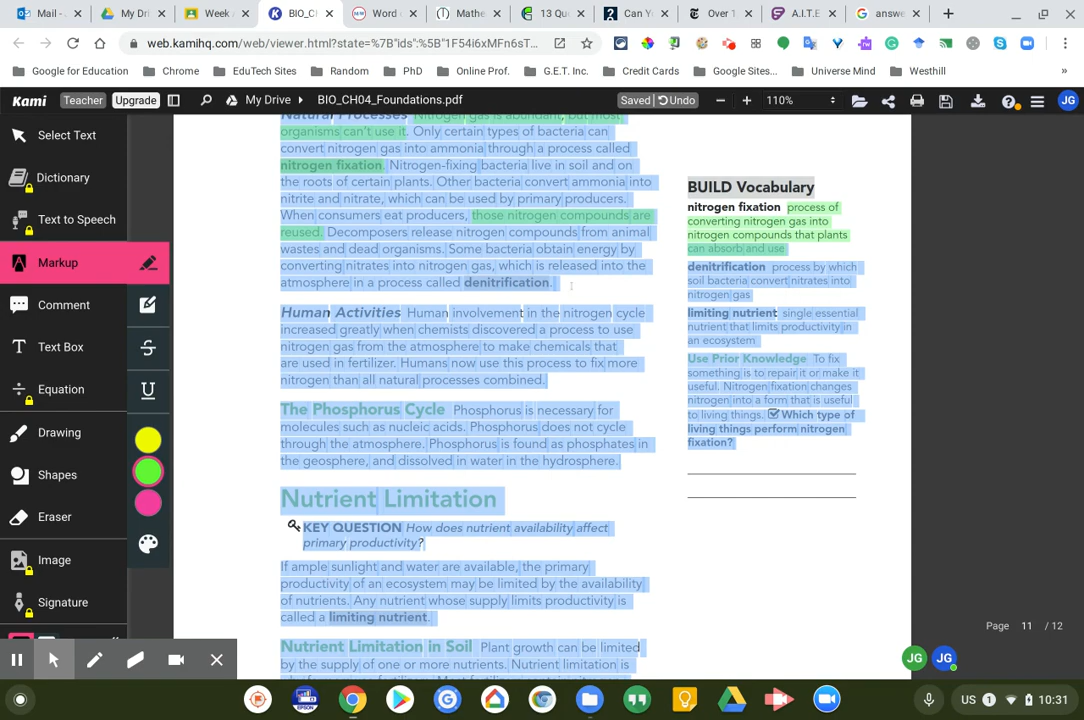 Mail
My Dri
Week
BIO_CH
Word
Mathe
13 Que
Can Yo
Over 1
A.I.T.E
answe
web.kamihq.com/web/viewer.html?state=%7B"ids"%5B"1F54i6xMFn6sT...
Google for Education
Chrome
EduTech Sites
Random
PhD
Online Prof.
G.E.T. Inc.
Credit Cards
Google Sites...
Universe Mind
Westhill
»
Kami
Teacher
Upgrade
My Drive
BIO_CH04_Foundations.pdf
Saved
Undo
110%
JG
Select Text
Dictionary
Text to Speech
Markup
Comment
Text Box
Equation
Drawing
Shapes
Eraser
Image
Signature
Natural Processes Nitrogen gas is abundant, but most
organisms can't use it. Only certain types of bacteria can
convert nitrogen gas into ammonia through a process called
nitrogen fixation. Nitrogen-fixing bacteria live in soil and on
the roots of certain plants. Other bacteria convert ammonia into
nitrite and nitrate, which can be used by primary producers.
When consumers eat producers, those nitrogen compounds are
reused. Decomposers release nitrogen compounds from animal
wastes and dead organisms. Some bacteria obtain energy by
converting nitrates into nitrogen gas, which is released into the
atmosphere in a process called denitrification.
Human Activities Human involvement in the nitrogen cycle
increased greatly when chemists discovered a process to use
nitrogen gas from the atmosphere to make chemicals that
are used in fertilizer. Humans now use this process to fix more
nitrogen than all natural processes combined.
The Phosphorus Cycle Phosphorus is necessary for
molecules such as nucleic acids. Phosphorus does not cycle
through the atmosphere. Phosphorus is found as phosphates in
the geosphere, and dissolved in water in the hydrosphere.
Nutrient Limitation
KEY QUESTION How does nutrient availability affect
primary productivity?
If ample sunlight and water are available, the primary
productivity of an ecosystem may be limited by the availability
of nutrients. Any nutrient whose supply limits productivity is
called a limiting nutrient.
Nutrient Limitation in Soil Plant growth can be limited
by the supply of one or more nutrients. Nutrient limitation is
BUILD Vocabulary
nitrogen fixation process of
converting nitrogen gas into
nitrogen compounds that plants
can absorb and use
denitrification process by which
soil bacteria convert nitrates into
nitrogen gas
limiting nutrient single essential
nutrient that limits productivity in
an ecosystem
Use Prior Knowledge To fix
something is to repair it or make it
useful. Nitrogen fixation changes
nitrogen into a form that is useful
to living things. Which type of
living things perform nitrogen
fixation?
Page 11 / 12
JG JG
EPSON
US 1 10:31